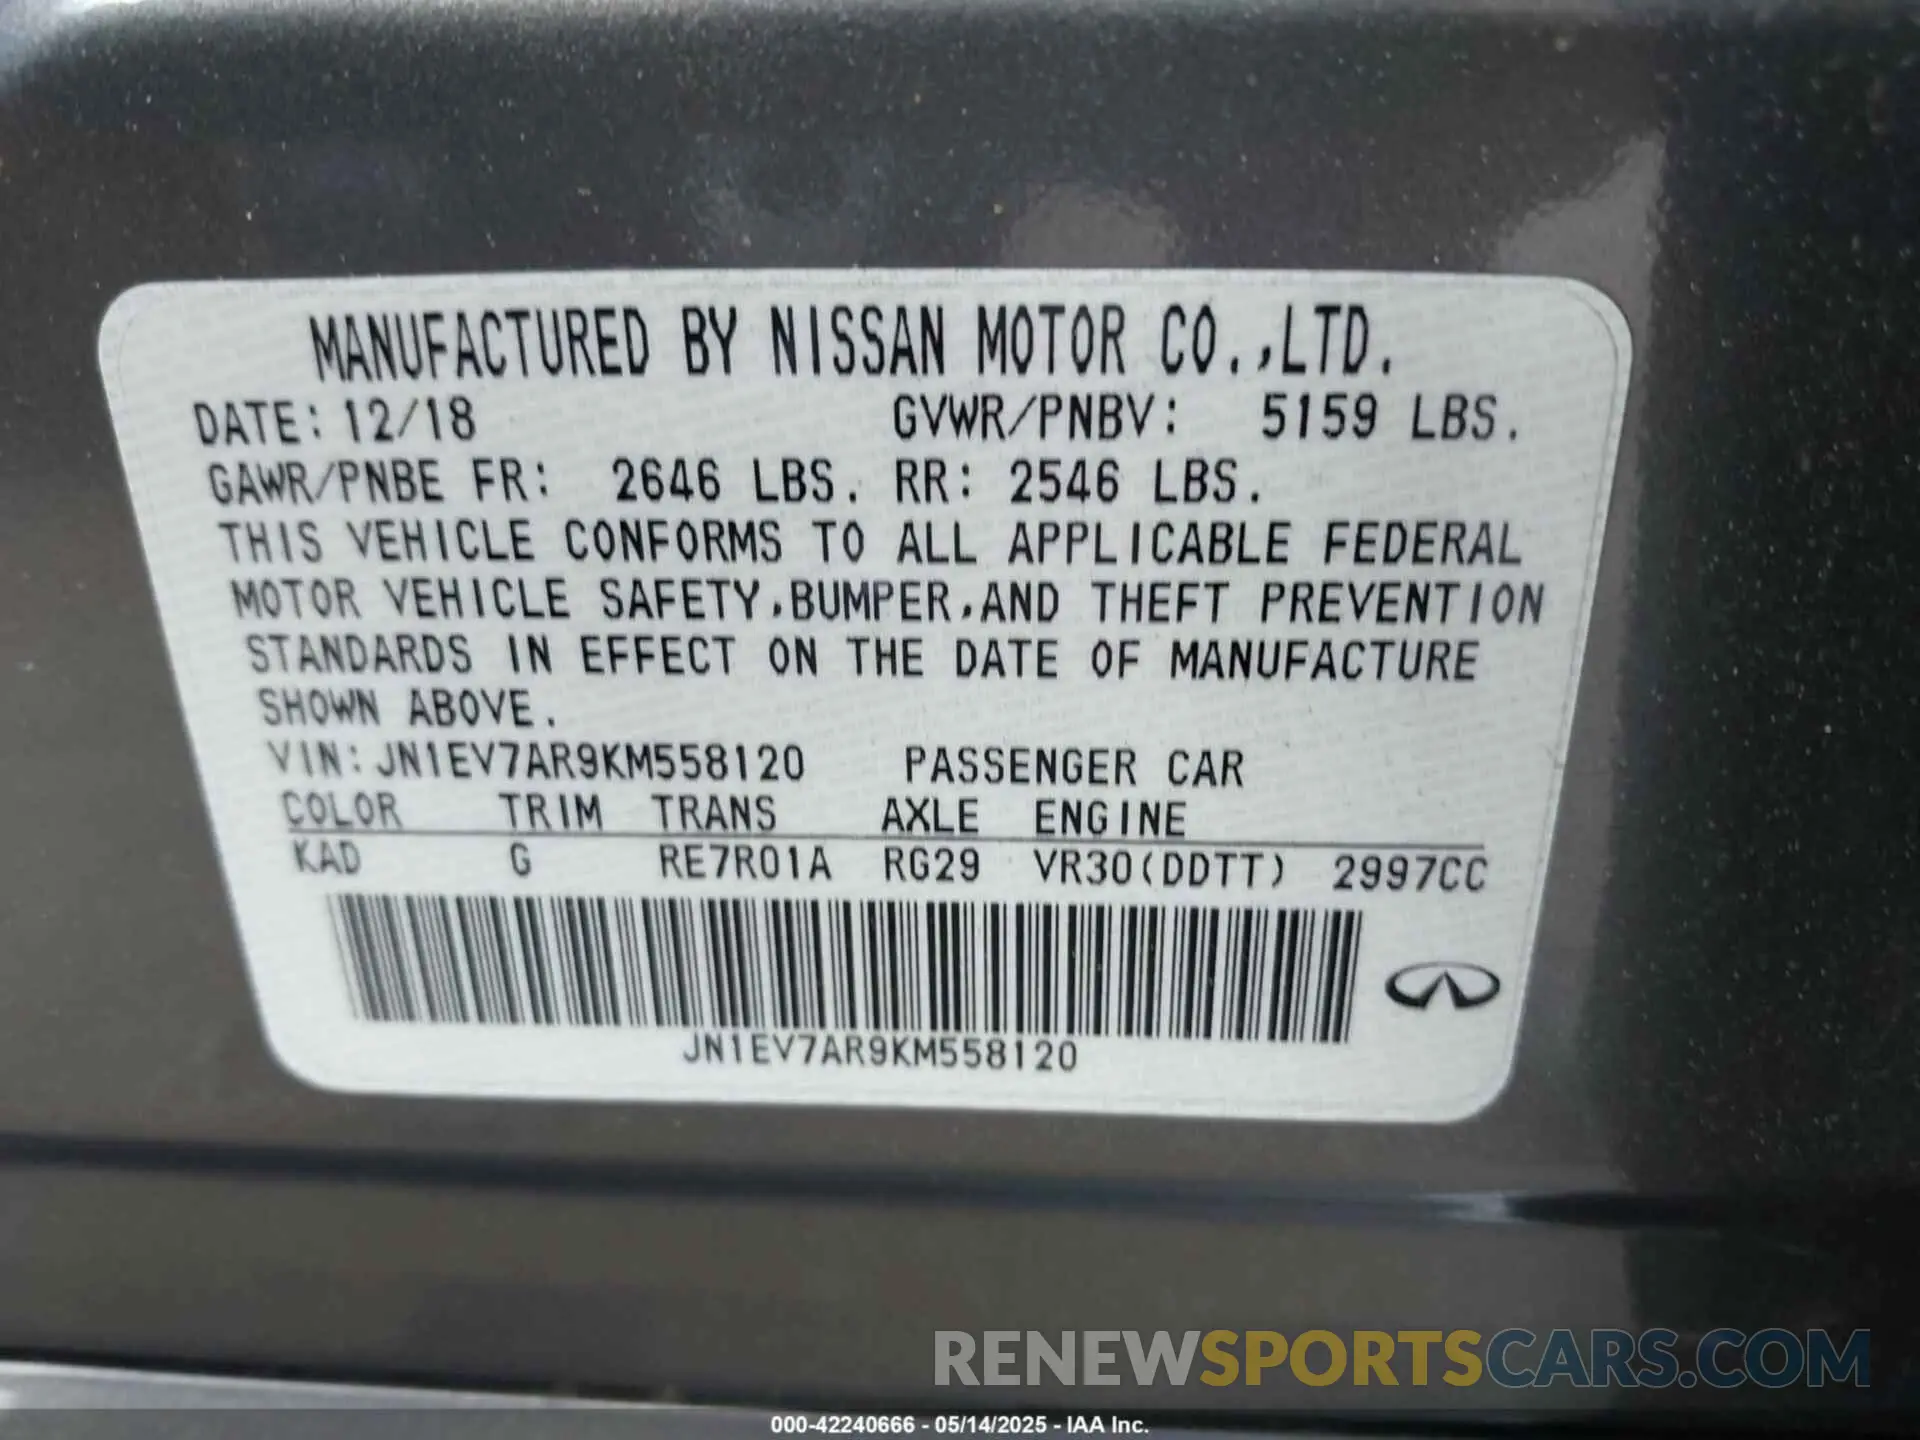 MANUFACTURED BY NISSAN MOTOR CO.,LTD.
DATE: 12/18 GVWR/PNBV: 5159 LBS.
GAWR/PNBE FR: 2646 LBS. RR: 2546 LBS.
THIS VEHICLE CONFORMS TO ALL APPLICABLE FEDERAL
MOTOR VEHICLE SAFETY,BUMPER,AND THEFT PREVENTION
STANDARDS IN EFFECT ON THE DATE OF MANUFACTURE
SHOWN ABOVE.
VIN:JN1EV7AR9KM558120 PASSENGER CAR
COLOR TRIM TRANS AXLE ENGINE
KAD G RE7R01A RG29 VR30(DDTT) 2997CC
JN1EV7AR9KM558120
RENEWSPORTSCARS.COM
000-42240666 - 05/14/2025 - IAA Inc.